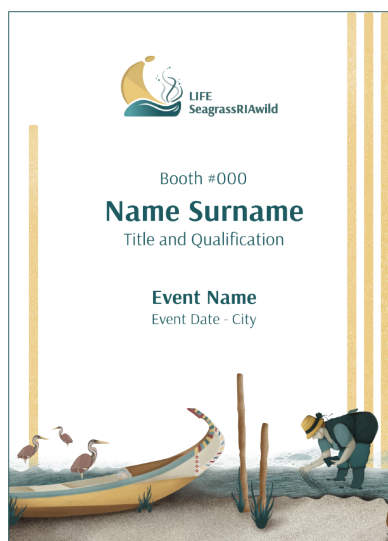 LIFE
SeagrassRIAwild
Booth #000
Name Surname
Title and Qualification
Event Name
Event Date - City